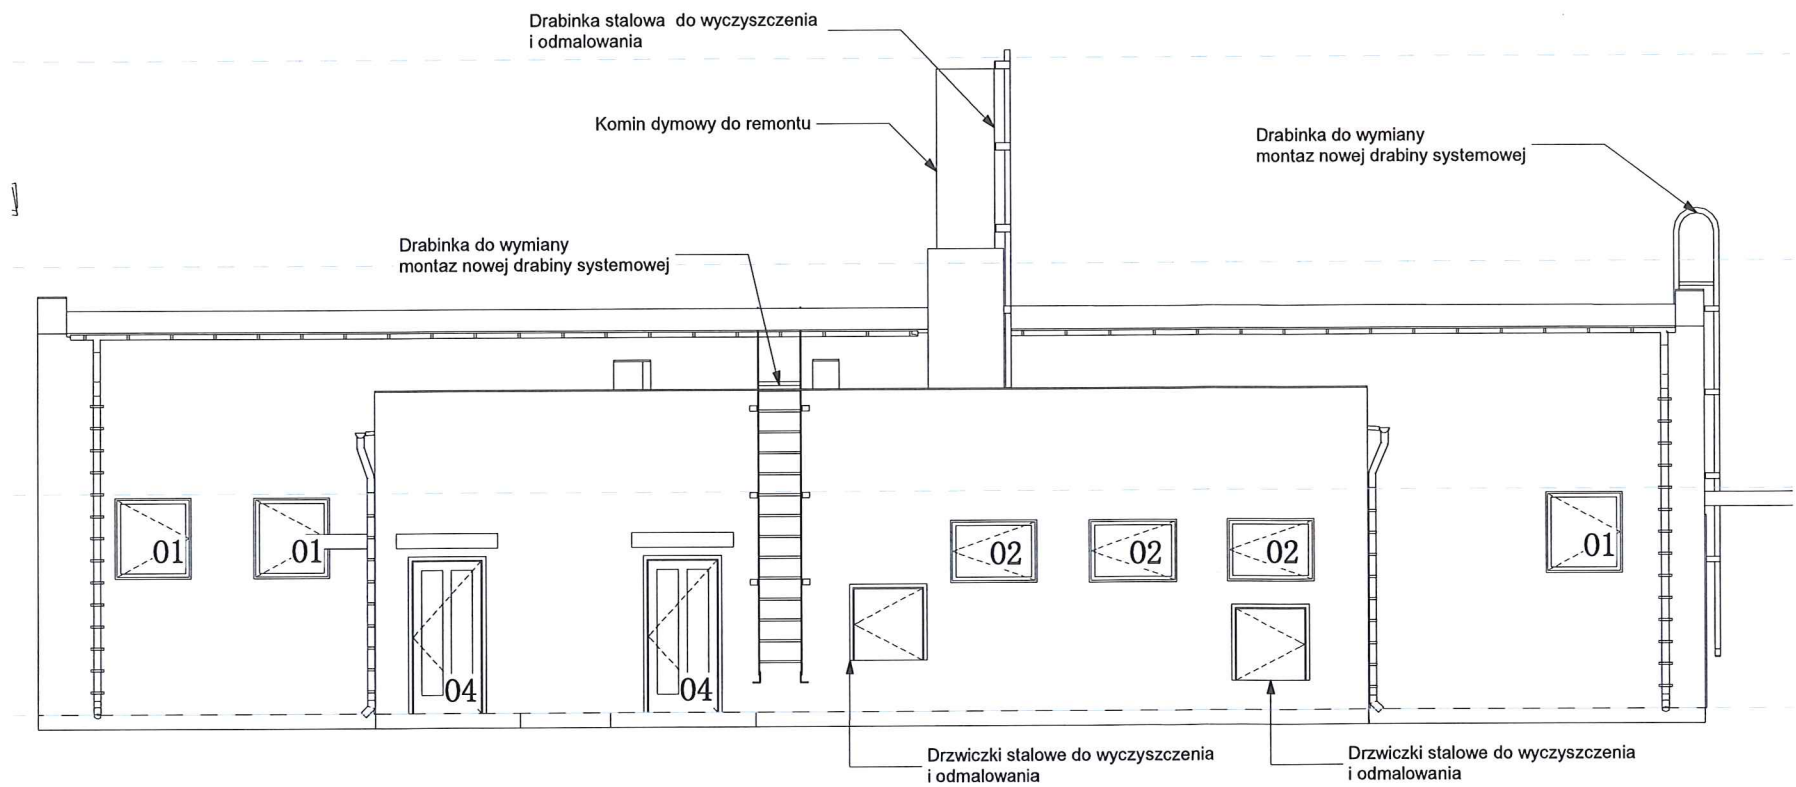 Drabinka stalowa do wyczyszczenia
i odmalowania
Komin dymowy do remontu
Drabinka do wymiany
montaz nowej drabiny systemowej
Drabinka do wymiany
montaz nowej drabiny systemowej
01
01
02
02
02
01
04
04
Drzwiczki stalowe do wyczyszczenia
i odmalowania
Drzwiczki stalowe do wyczyszczenia
i odmalowania